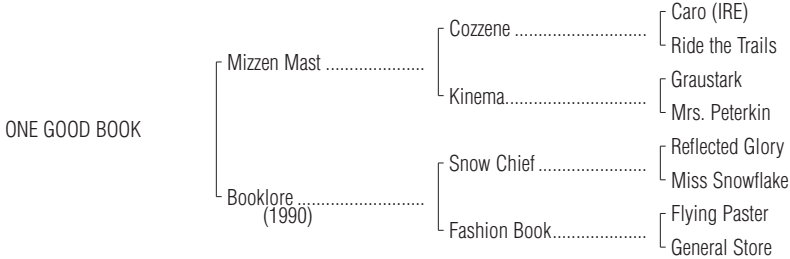 Caro (IRE)
Cozzene ..........................
Ride the Trails
Mizzen Mast ....................
Graustark
Kinema............................
Mrs. Peterkin
ONE GOOD BOOK
Reflected Glory
Snow Chief .....................
Miss Snowflake
Booklore .........................
(1990)
Flying Paster
Fashion Book..................
General Store